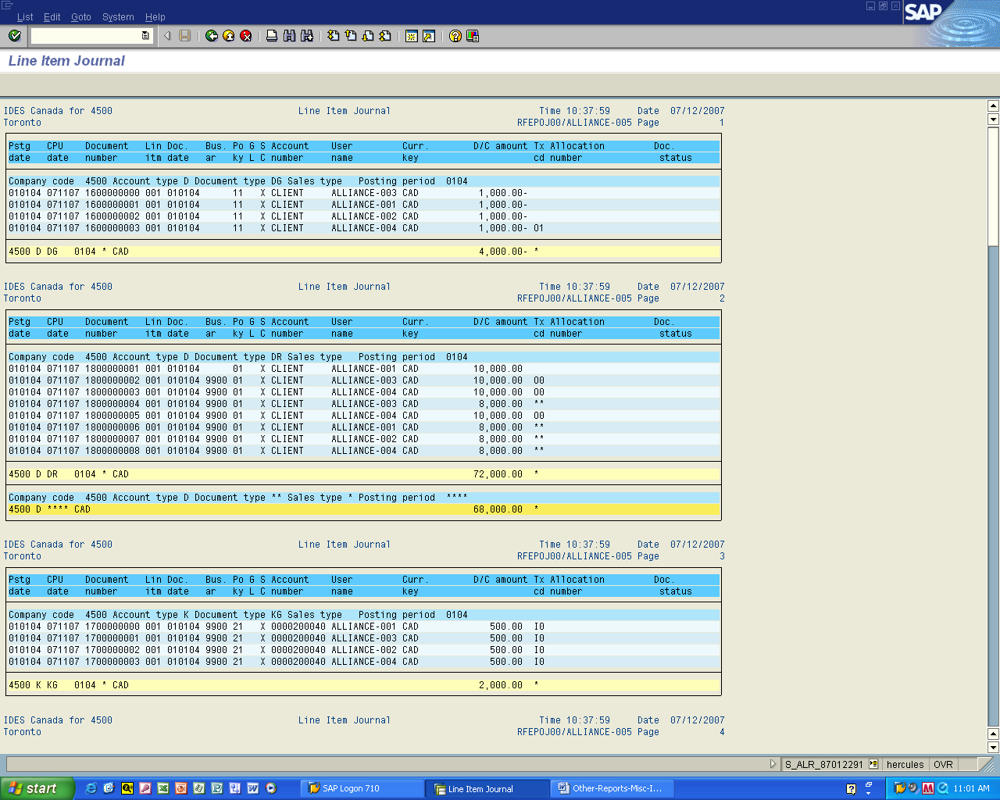 List Edit Goto System Help
SAP
Line Item Journal
IDES Canada for 4500 Line Item Journal Time 10:37:59 Date 07/12/2007
Toronto RFEPOJ00/ALLIANCE-005 Page 1
Pstg CPU Document Lin Doc. Bus. Po G S Account User Curr. D/C amount Tx Allocation Doc.
date date number itm date ar ky L C number name key cd number status
Company code 4500 Account type D Document type DG Sales type Posting period 0104
010104 071107 1600000000 001 010104 11 X CLIENT ALLIANCE-003 CAD 1,000.00-
010104 071107 1600000001 001 010104 11 X CLIENT ALLIANCE-001 CAD 1,000.00-
010104 071107 1600000002 001 010104 11 X CLIENT ALLIANCE-002 CAD 1,000.00-
010104 071107 1600000003 001 010104 11 X CLIENT ALLIANCE-004 CAD 1,000.00- O1
4500 D DG 0104 * CAD 4,000.00- *
IDES Canada for 4500 Line Item Journal Time 10:37:59 Date 07/12/2007
Toronto RFEPOJ00/ALLIANCE-005 Page 2
Pstg CPU Document Lin Doc. Bus. Po G S Account User Curr. D/C amount Tx Allocation Doc.
date date number itm date ar ky L C number name key cd number status
Company code 4500 Account type D Document type DR Sales type Posting period 0104
010104 071107 1800000001 001 010104 01 X CLIENT ALLIANCE-001 CAD 10,000.00
010104 071107 1800000002 001 010104 9900 01 X CLIENT ALLIANCE-003 CAD 10,000.00 O0
010104 071107 1800000003 001 010104 9900 01 X CLIENT ALLIANCE-004 CAD 10,000.00 O0
010104 071107 1800000004 001 010104 9900 01 X CLIENT ALLIANCE-003 CAD 8,000.00 **
010104 071107 1800000005 001 010104 9900 01 X CLIENT ALLIANCE-004 CAD 10,000.00 O0
010104 071107 1800000006 001 010104 9900 01 X CLIENT ALLIANCE-001 CAD 8,000.00 **
010104 071107 1800000007 001 010104 9900 01 X CLIENT ALLIANCE-002 CAD 8,000.00 **
010104 071107 1800000008 001 010104 9900 01 X CLIENT ALLIANCE-004 CAD 8,000.00 **
4500 D DR 0104 * CAD 72,000.00 *
Company code 4500 Account type D Document type ** Sales type * Posting period ****
4500 D **** CAD 68,000.00 *
IDES Canada for 4500 Line Item Journal Time 10:37:59 Date 07/12/2007
Toronto RFEPOJ00/ALLIANCE-005 Page 3
Pstg CPU Document Lin Doc. Bus. Po G S Account User Curr. D/C amount Tx Allocation Doc.
date date number itm date ar ky L C number name key cd number status
Company code 4500 Account type K Document type KG Sales type Posting period 0104
010104 071107 1700000000 001 010104 9900 21 X 0000200040 ALLIANCE-001 CAD 500.00 I0
010104 071107 1700000001 001 010104 9900 21 X 0000200040 ALLIANCE-003 CAD 500.00 I0
010104 071107 1700000002 001 010104 9900 21 X 0000200040 ALLIANCE-002 CAD 500.00 I0
010104 071107 1700000003 001 010104 9900 21 X 0000200040 ALLIANCE-004 CAD 500.00 I0
4500 K KG 0104 * CAD 2,000.00 *
IDES Canada for 4500 Line Item Journal Time 10:37:59 Date 07/12/2007
Toronto RFEPOJ00/ALLIANCE-005 Page 4
S_ALR_87012291 hercules OVR
start SAP Logon 710 Line Item Journal Other-Reports-Misc-I... 11:01 AM